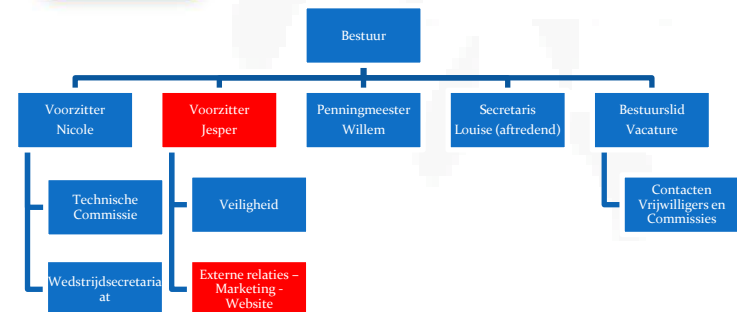 Bestuur
Voorzitter
Nicole
Voorzitter
Jesper
Penningmeester
Willem
Secretaris
Louise (aftredend)
Bestuurslid
Vacature
Technische
Commissie
Veiligheid
Contacten
Vrijwilligers en
Commissies
Wedstrijdsecretaria
at
Externe relaties –
Marketing -
Website